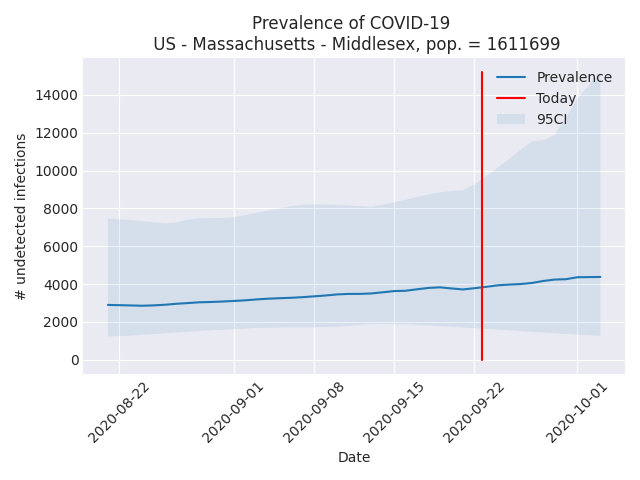 Prevalence of COVID-19
US - Massachusetts - Middlesex, pop. = 1611699
Prevalence
Today
95CI
14000
12000
10000
8000
6000
4000
2000
0
# undetected infections
2020-08-22
2020-09-01
2020-09-08
2020-09-15
2020-09-22
2020-10-01
Date